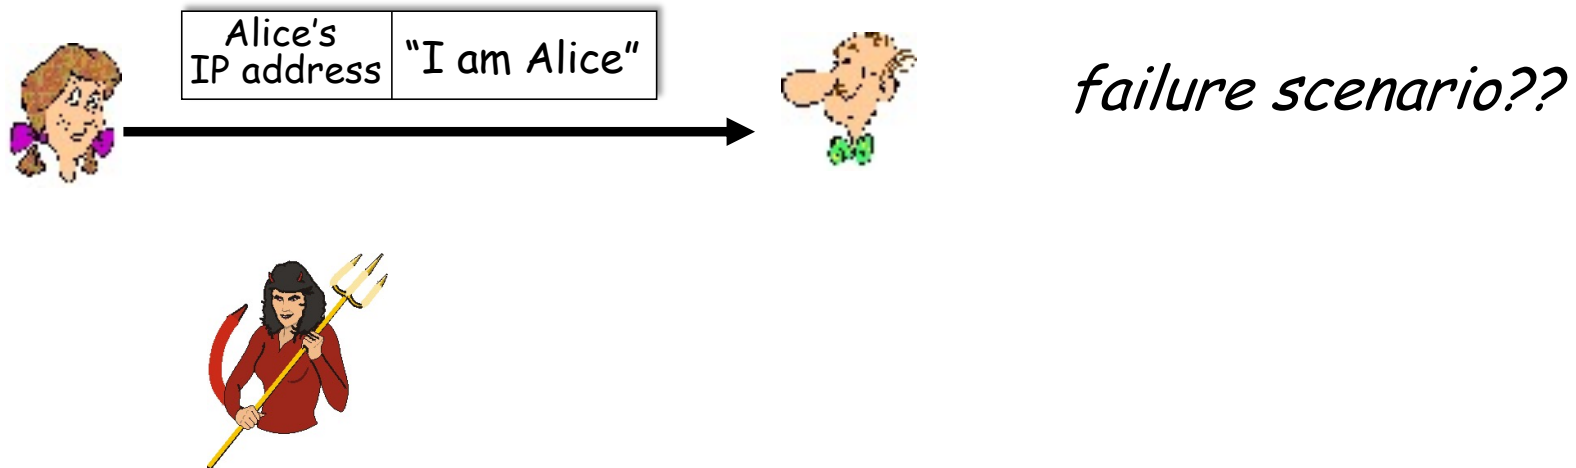 Alice’s
IP address
“I am Alice”
failure scenario??